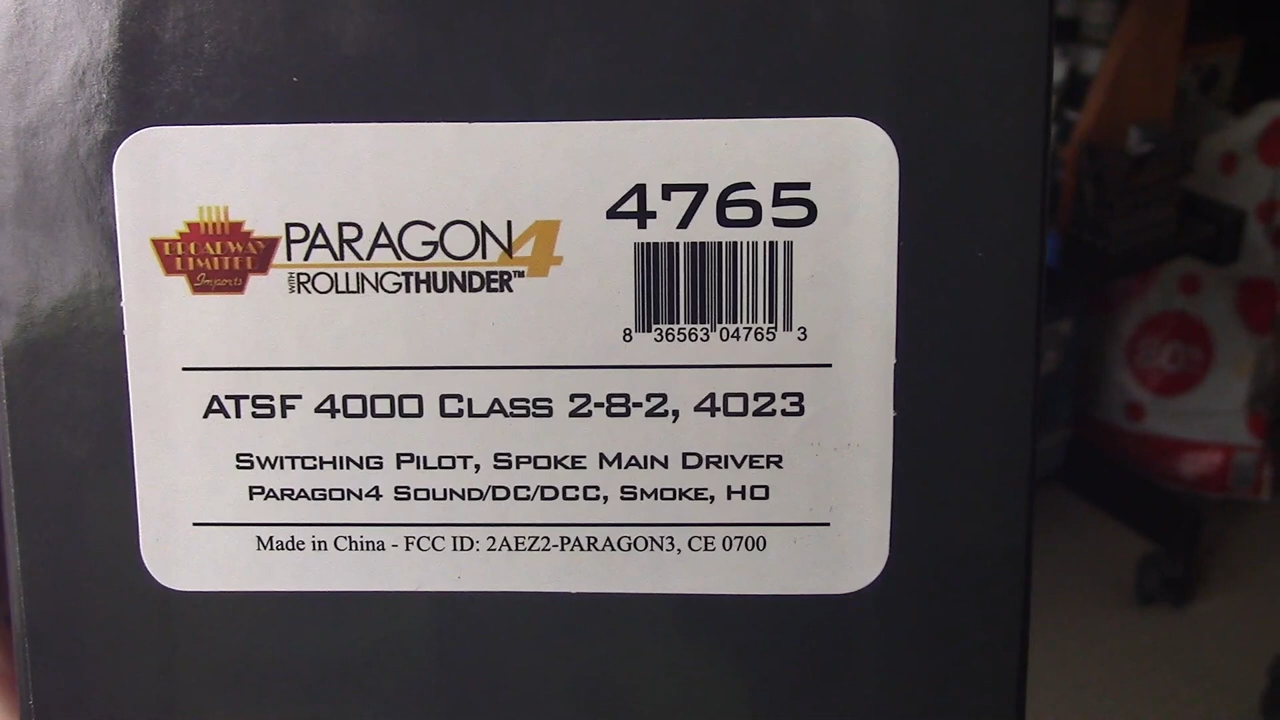 BROADWAY
LIMITED
Imports
PARAGON4
WITH ROLLINGTHUNDER™
4765
8 36563 04765 3
ATSF 4000 Class 2-8-2, 4023
Switching Pilot, Spoke Main Driver
Paragon4 Sound/DC/DCC, Smoke, HO
Made in China - FCC ID: 2AEZ2-PARAGON3, CE 0700